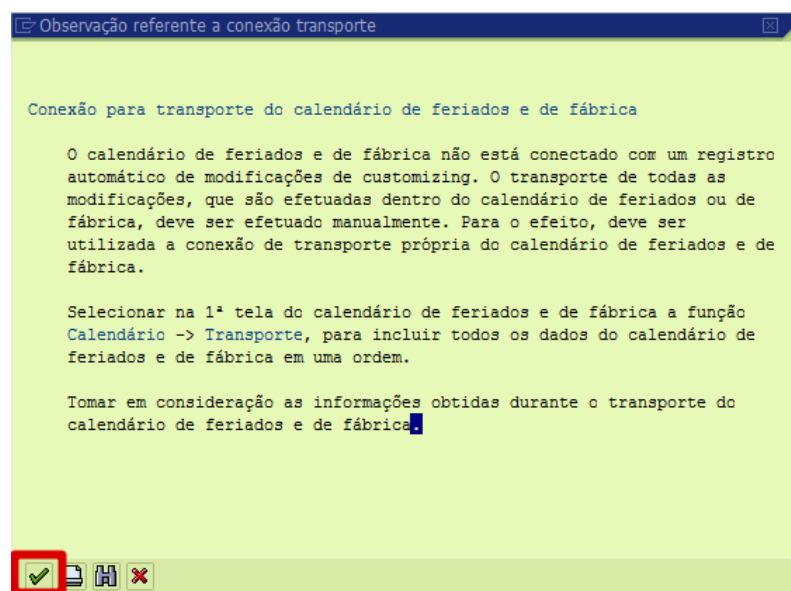 Observação referente a conexão transporte
Conexão para transporte do calendário de feriados e de fábrica
O calendário de feriados e de fábrica não está conectado com um registro
automático de modificações de customizing. O transporte de todas as
modificações, que são efetuadas dentro do calendário de feriados ou de
fábrica, deve ser efetuado manualmente. Para o efeito, deve ser
utilizada a conexão de transporte própria do calendário de feriados e de
fábrica.
Selecionar na 1ª tela do calendário de feriados e de fábrica a função
Calendário -> Transporte, para incluir todos os dados do calendário de
feriados e de fábrica em uma ordem.
Tomar em consideração as informações obtidas durante o transporte do
calendário de feriados e de fábrica.